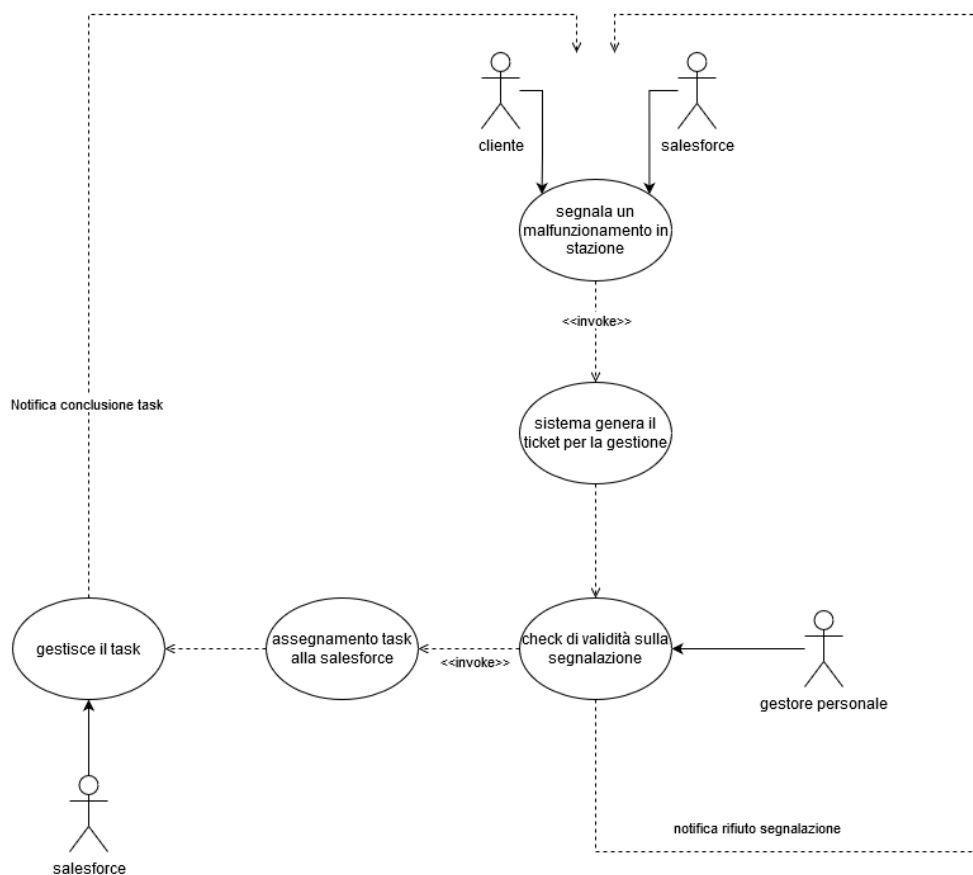 cliente
salesforce
segnala un
malfunzionamento in
stazione
<<invoke>>
Notifica conclusione task
sistema genera il
ticket per la gestione
gestisce il task
assegnamento task
alla salesforce
<<invoke>>
check di validità sulla
segnalazione
gestore personale
notifica rifiuto segnalazione
salesforce